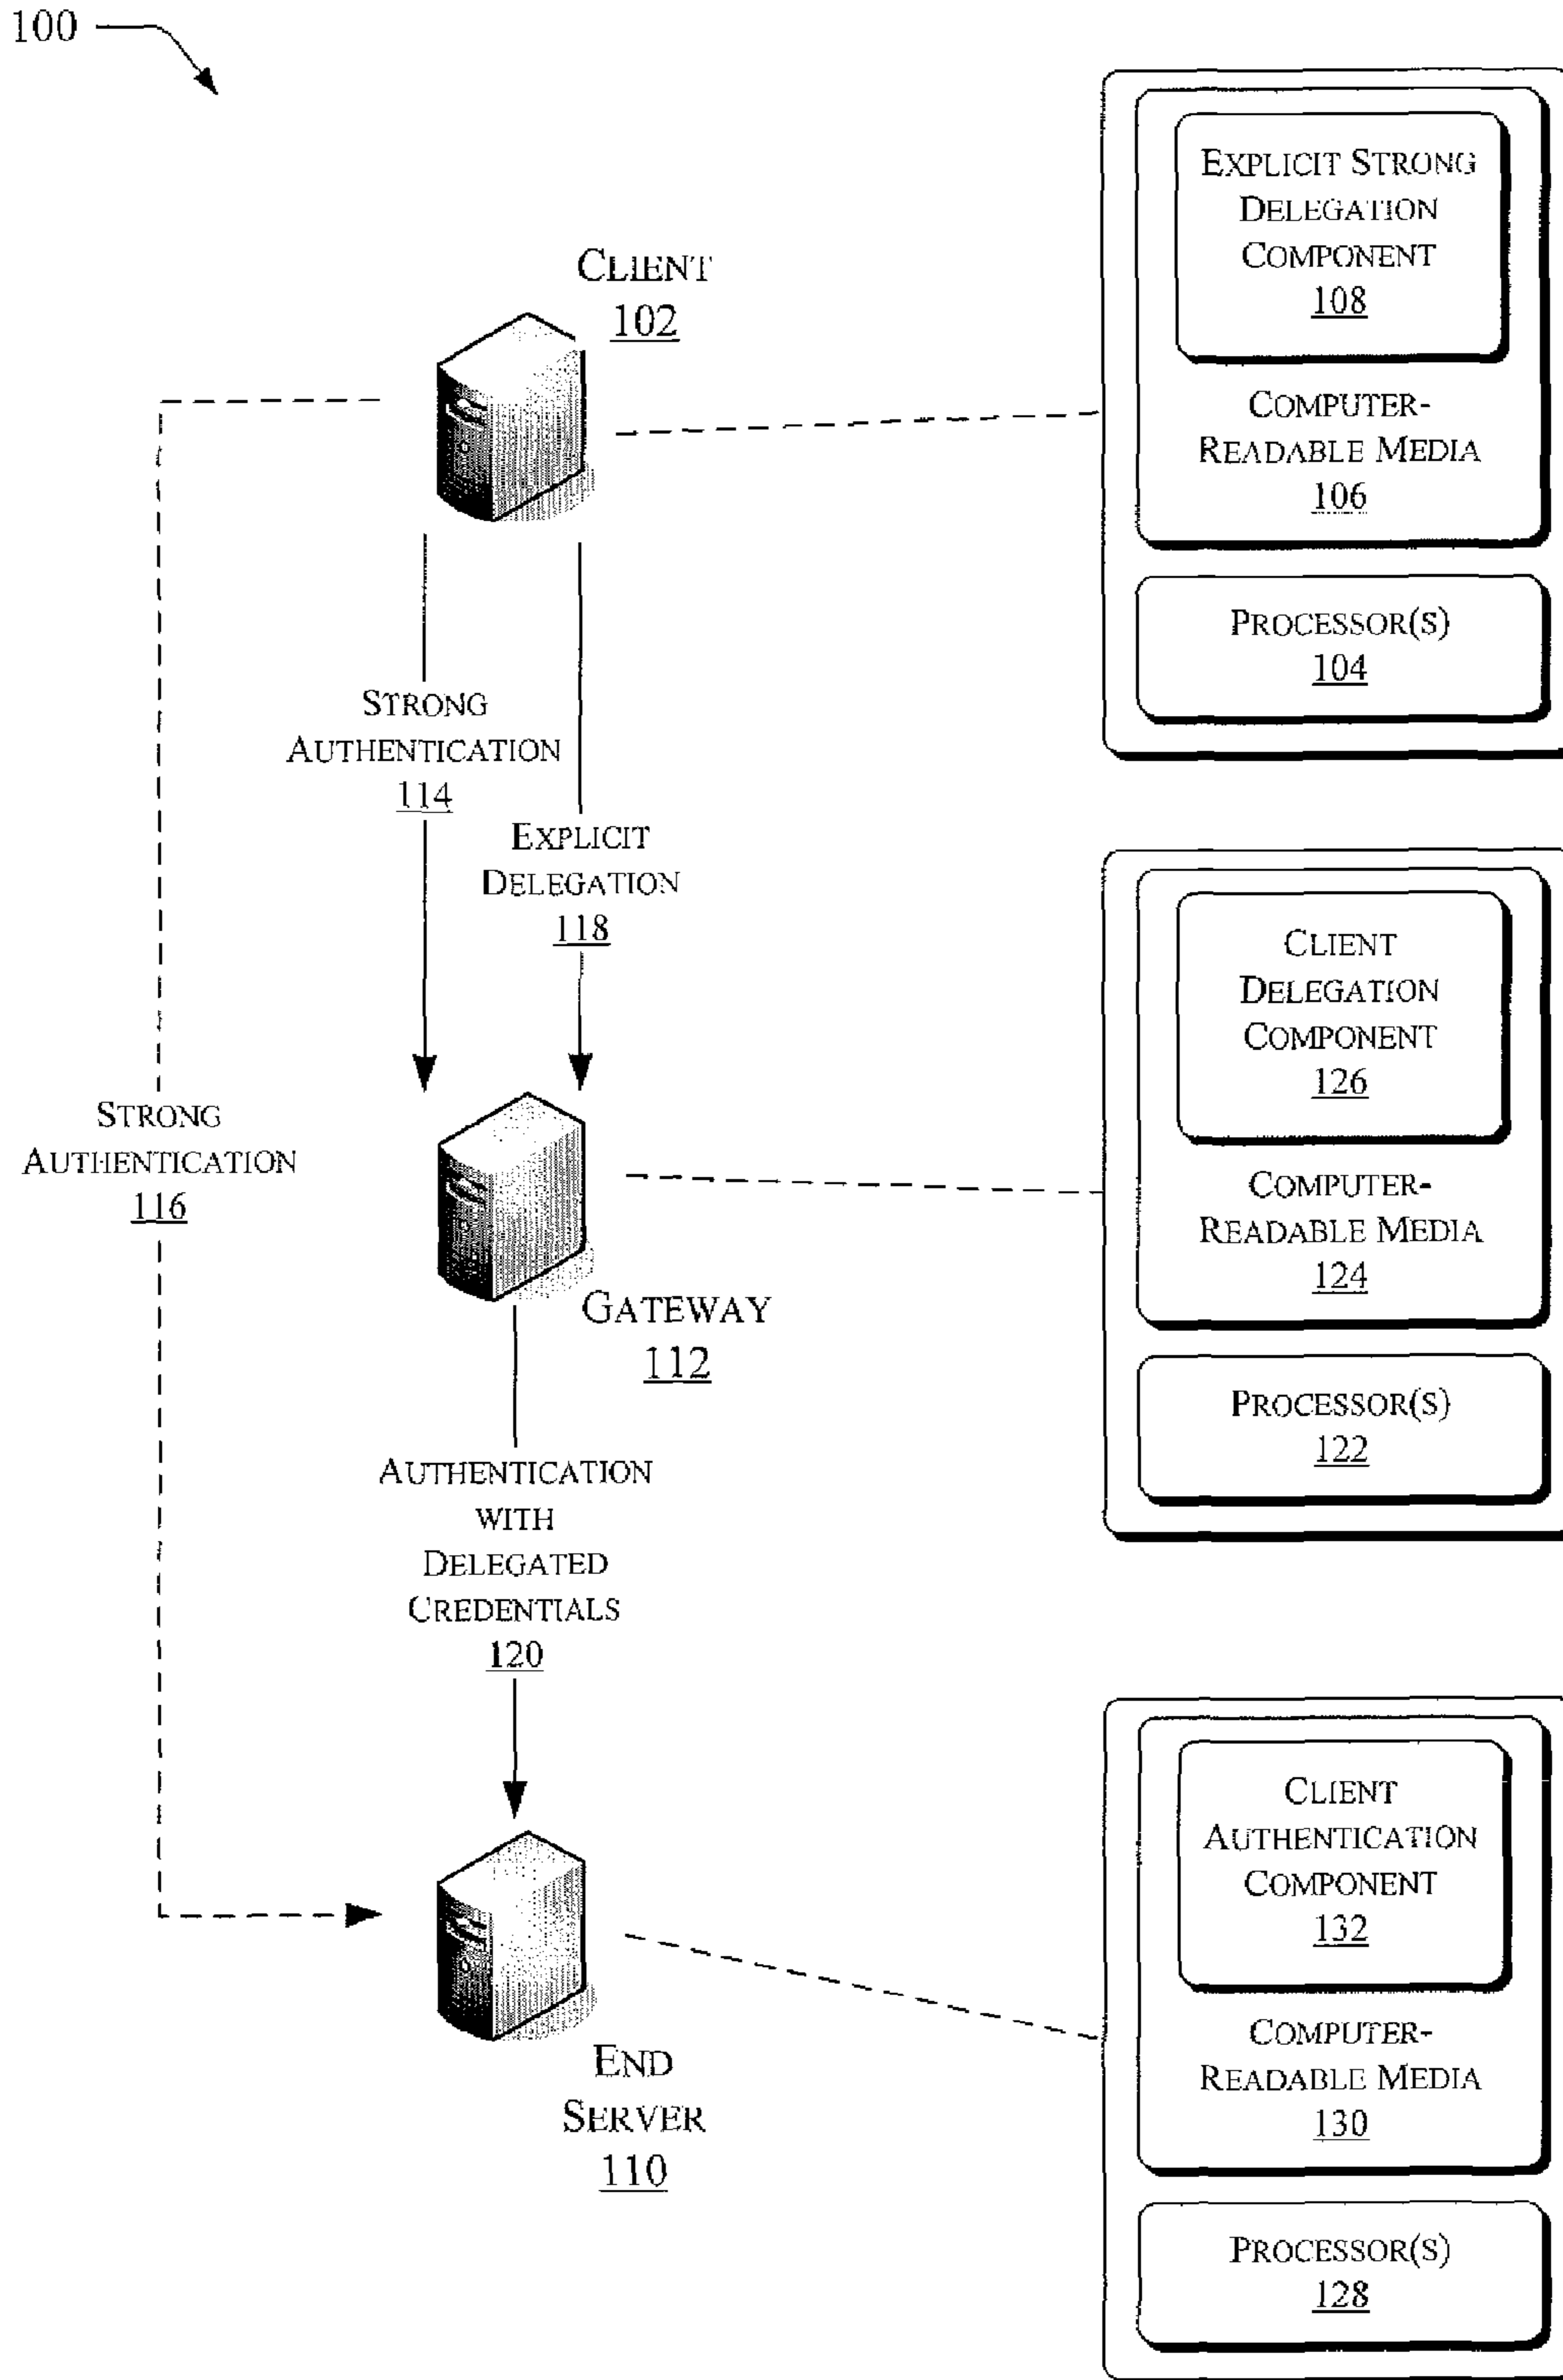 100
CLIENT
102
STRONG
AUTHENTICATION
114
EXPLICIT
DELEGATION
118
STRONG
AUTHENTICATION
116
GATEWAY
112
AUTHENTICATION
WITH
DELEGATED
CREDENTIALS
120
END
SERVER
110
EXPLICIT STRONG
DELEGATION
COMPONENT
108
COMPUTER-
READABLE MEDIA
106
PROCESSOR(S)
104
CLIENT
DELEGATION
COMPONENT
126
COMPUTER-
READABLE MEDIA
124
PROCESSOR(S)
122
CLIENT
AUTHENTICATION
COMPONENT
132
COMPUTER-
READABLE MEDIA
130
PROCESSOR(S)
128